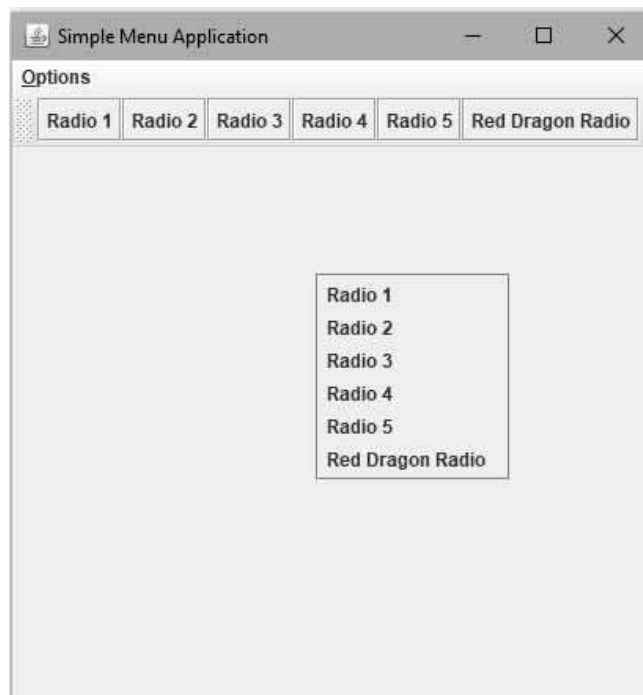 Simple Menu Application
Options
Radio 1 Radio 2 Radio 3 Radio 4 Radio 5 Red Dragon Radio
Radio 1
Radio 2
Radio 3
Radio 4
Radio 5
Red Dragon Radio